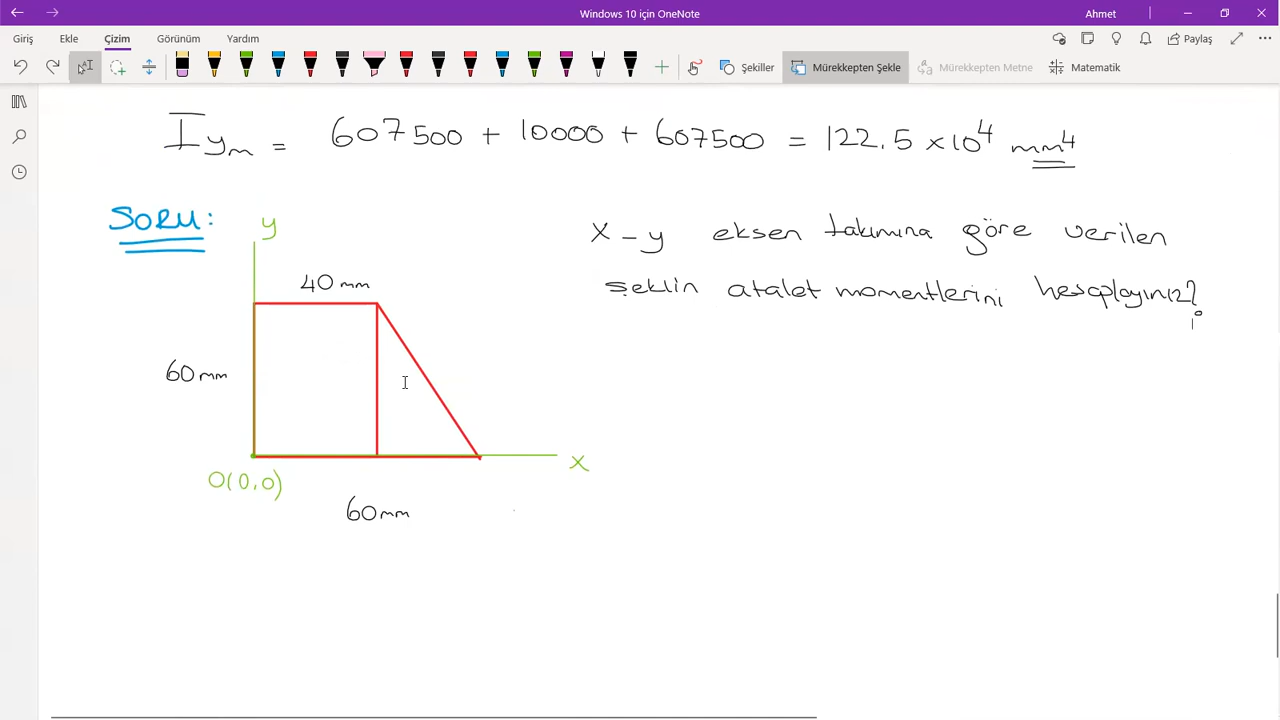 Windows 10 için OneNote
Ahmet
Giriş
Ekle
Çizim
Görünüm
Yardım
Paylaş
Şekiller
Mürekkepten Şekle
Mürekkepten Metne
Matematik
Iym = 607500 + 10000 + 607500 = 122.5 x 10⁴ mm⁴
SORU:
y
x - y eksen takımına göre verilen
40 mm
şeklin atalet momentlerini hesaplayınız?
60 mm
x
O(0,0)
60 mm